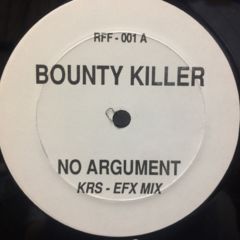 RFF - 001 A
BOUNTY KILLER
NO ARGUMENT
KRS - EFX MIX